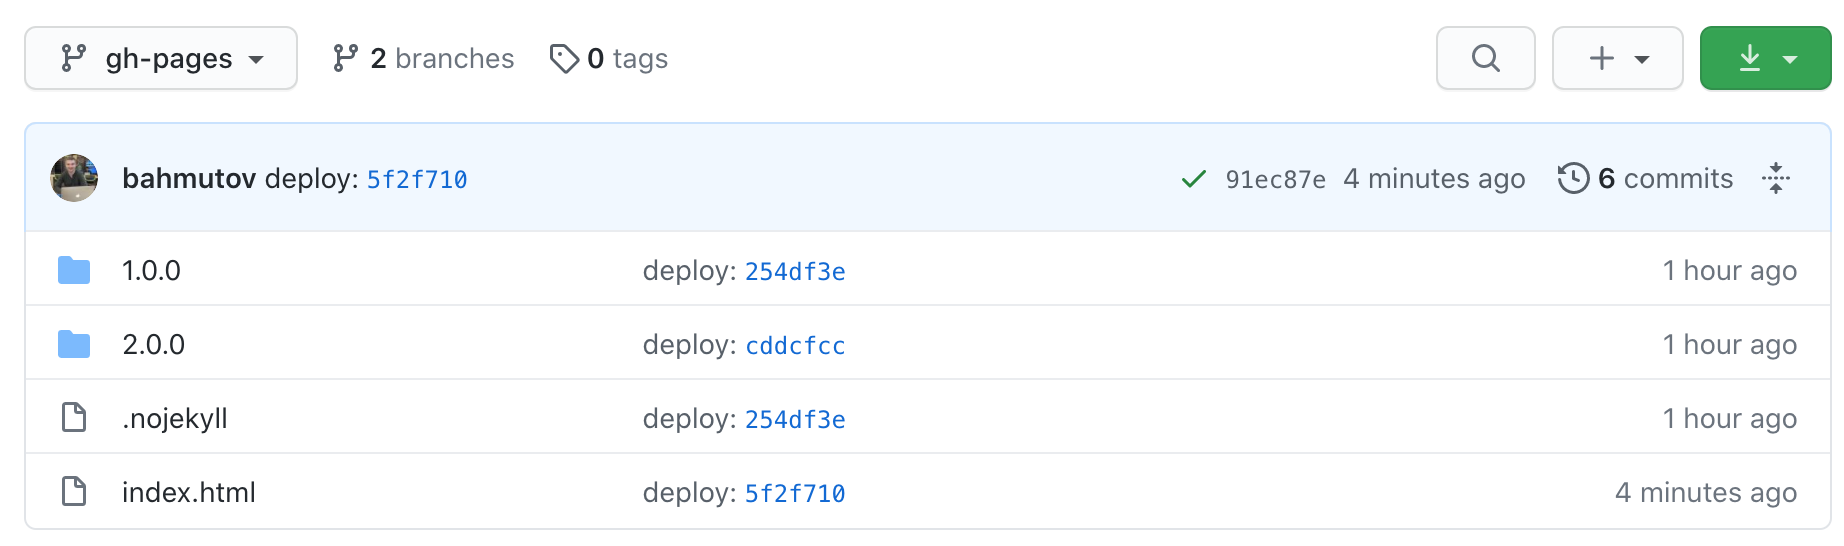 gh-pages 2 branches 0 tags
bahmutov deploy: 5f2f710 91ec87e 4 minutes ago 6 commits
1.0.0 deploy: 254df3e 1 hour ago
2.0.0 deploy: cddcfcc 1 hour ago
.nojekyll deploy: 254df3e 1 hour ago
index.html deploy: 5f2f710 4 minutes ago